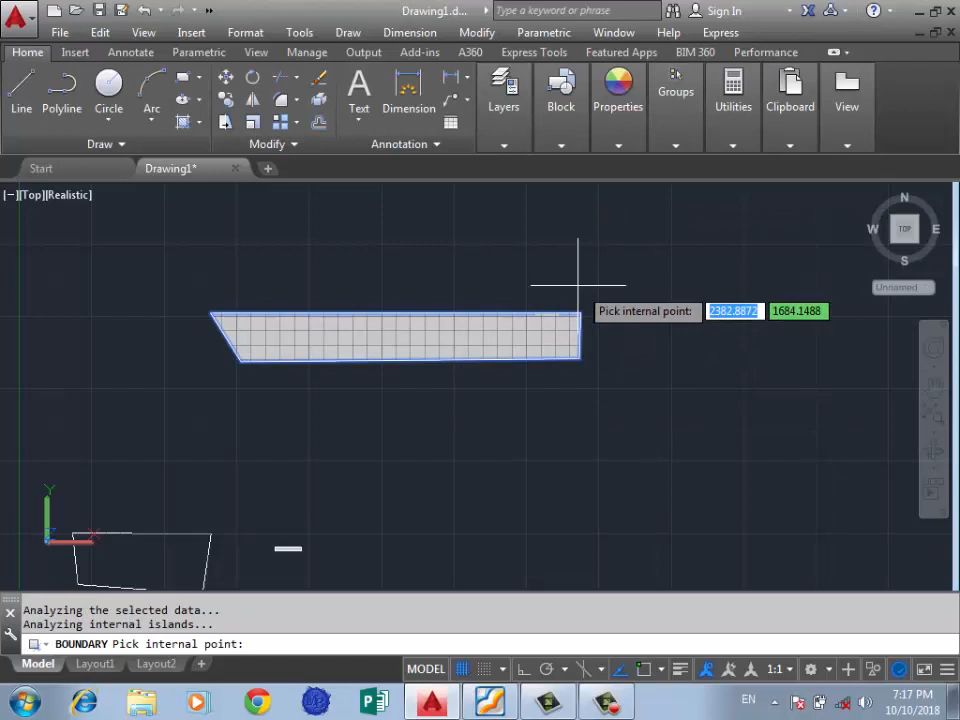 Drawing1.d...
Type a keyword or phrase
Sign In
File Edit View Insert Format Tools Draw Dimension Modify Parametric Window Help Express
Home Insert Annotate Parametric View Manage Output Add-ins A360 Express Tools Featured Apps BIM 360 Performance
Line Polyline Circle Arc Text Dimension Layers Block Properties Groups Utilities Clipboard View
Draw Modify Annotation
Start Drawing1*
[−][Top][Realistic]
N
W TOP E
S
Unnamed
Pick internal point: 2382.8872 1684.1488
Y
X
Analyzing the selected data...
Analyzing internal islands...
BOUNDARY Pick internal point:
Model Layout1 Layout2 MODEL 1:1
EN 7:17 PM
10/10/2018